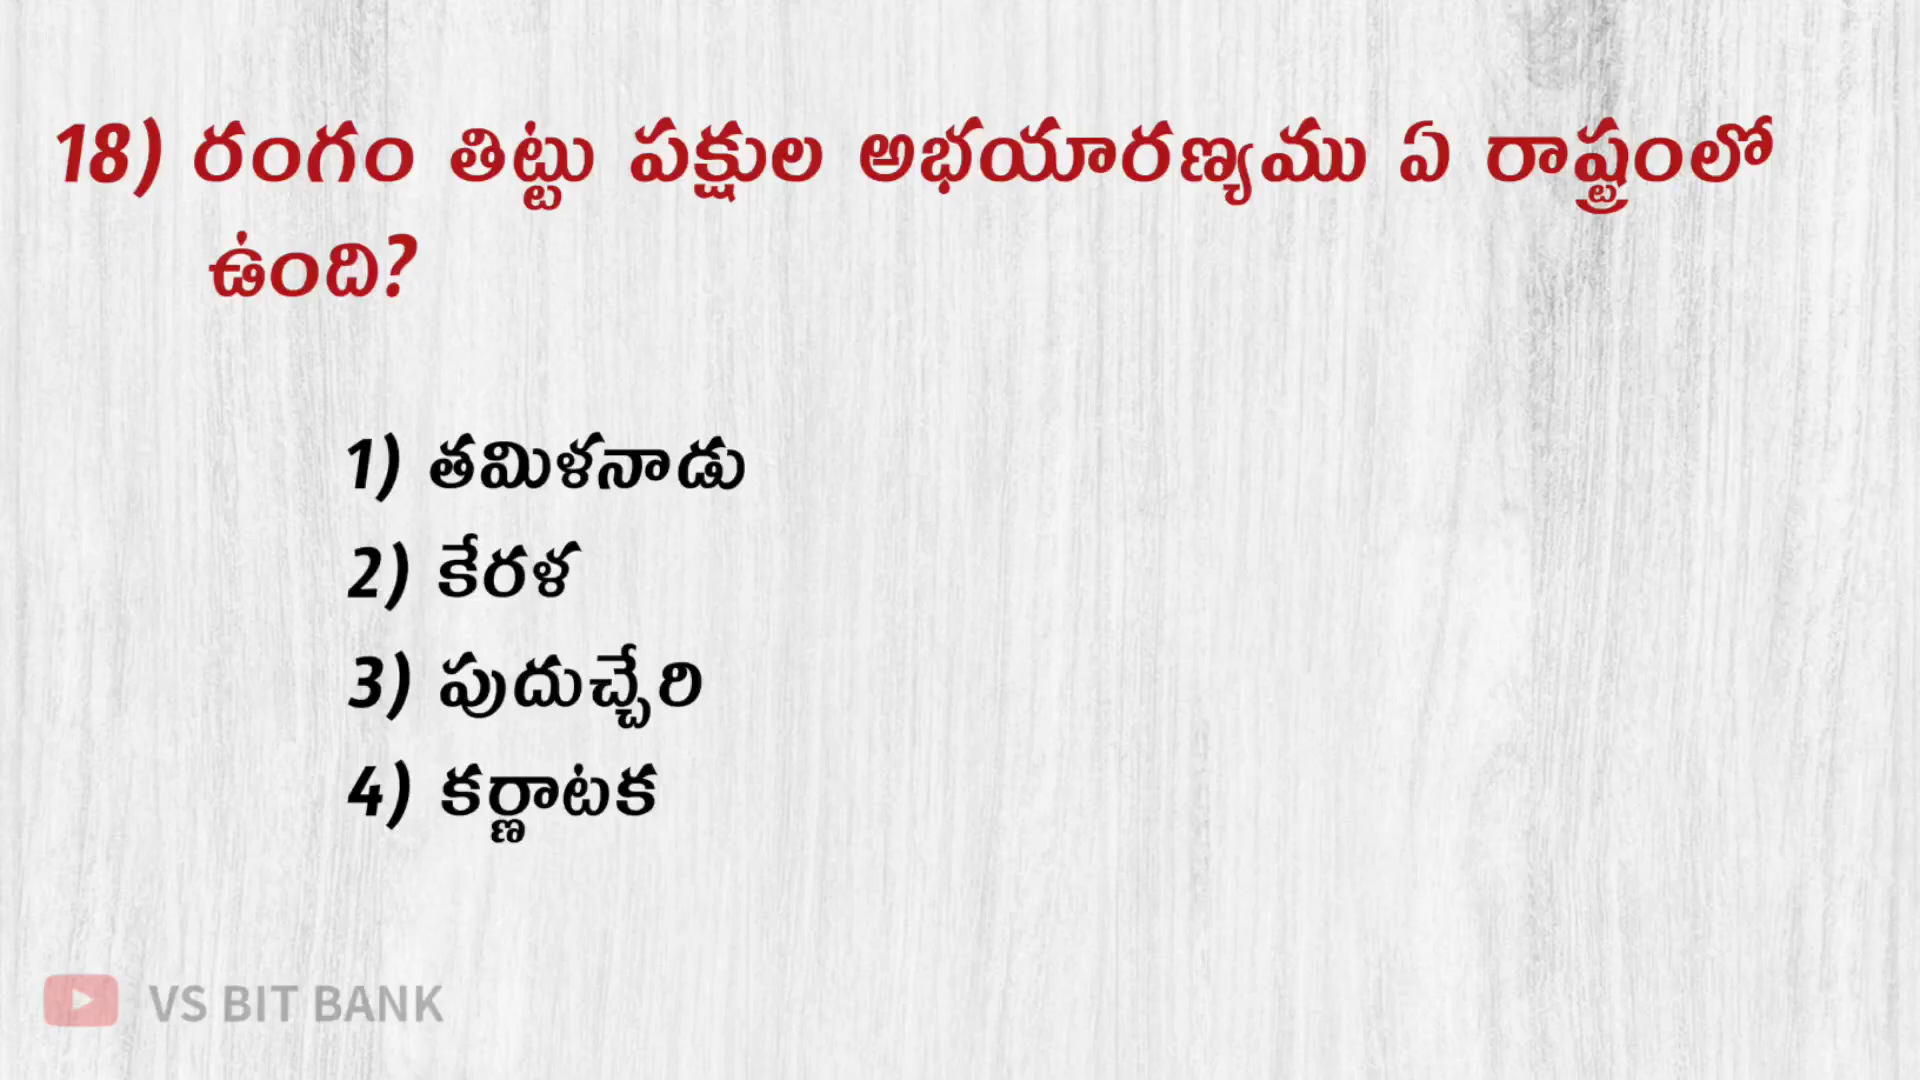 18) రంగం తిట్టు పక్షుల అభయారణ్యము ఏ రాష్ట్రంలో
ఉంది?
1) తమిళనాడు
2) కేరళ
3) పుదుచ్చేరి
4) కర్ణాటక
VS BIT BANK